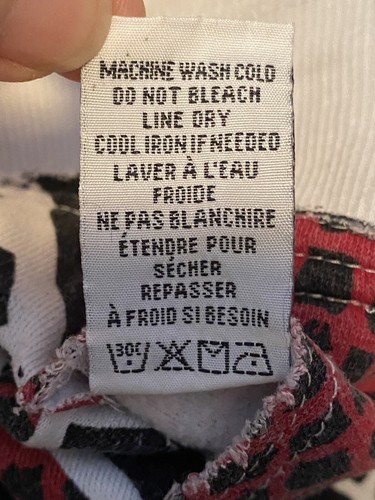 MACHINE WASH COLD
DO NOT BLEACH
LINE DRY
COOL IRON IF NEEDED
LAVER À L'EAU
FROIDE
NE PAS BLANCHIRE
ÉTENDRE POUR
SÉCHER
REPASSER
À FROID SI BESOIN
30C